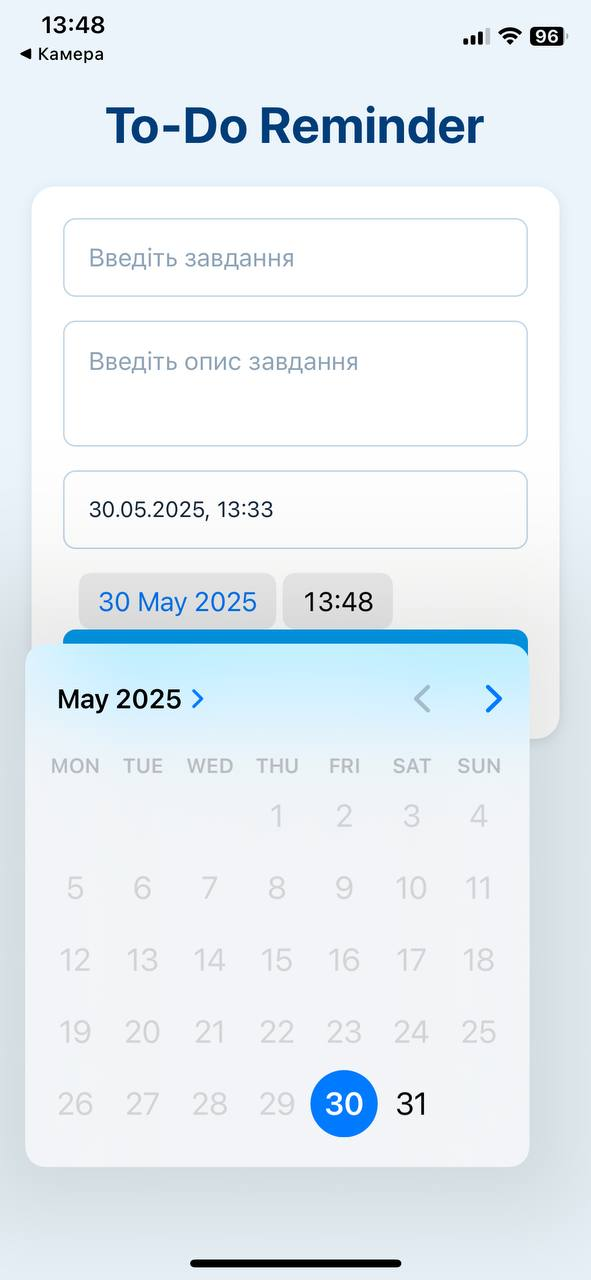 13:48
96
◀ Камера
To-Do Reminder
Введіть завдання
Введіть опис завдання
30.05.2025, 13:33
30 May 2025 13:48
May 2025
MON TUE WED THU FRI SAT SUN
1 2 3 4
5 6 7 8 9 10 11
12 13 14 15 16 17 18
19 20 21 22 23 24 25
26 27 28 29 30 31